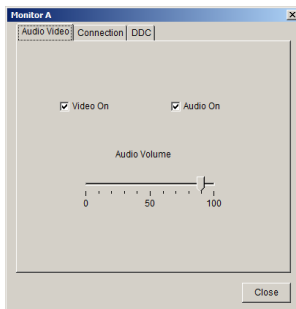 Monitor A
Audio Video Connection DDC
Video On Audio On
Audio Volume
0 50 100
Close